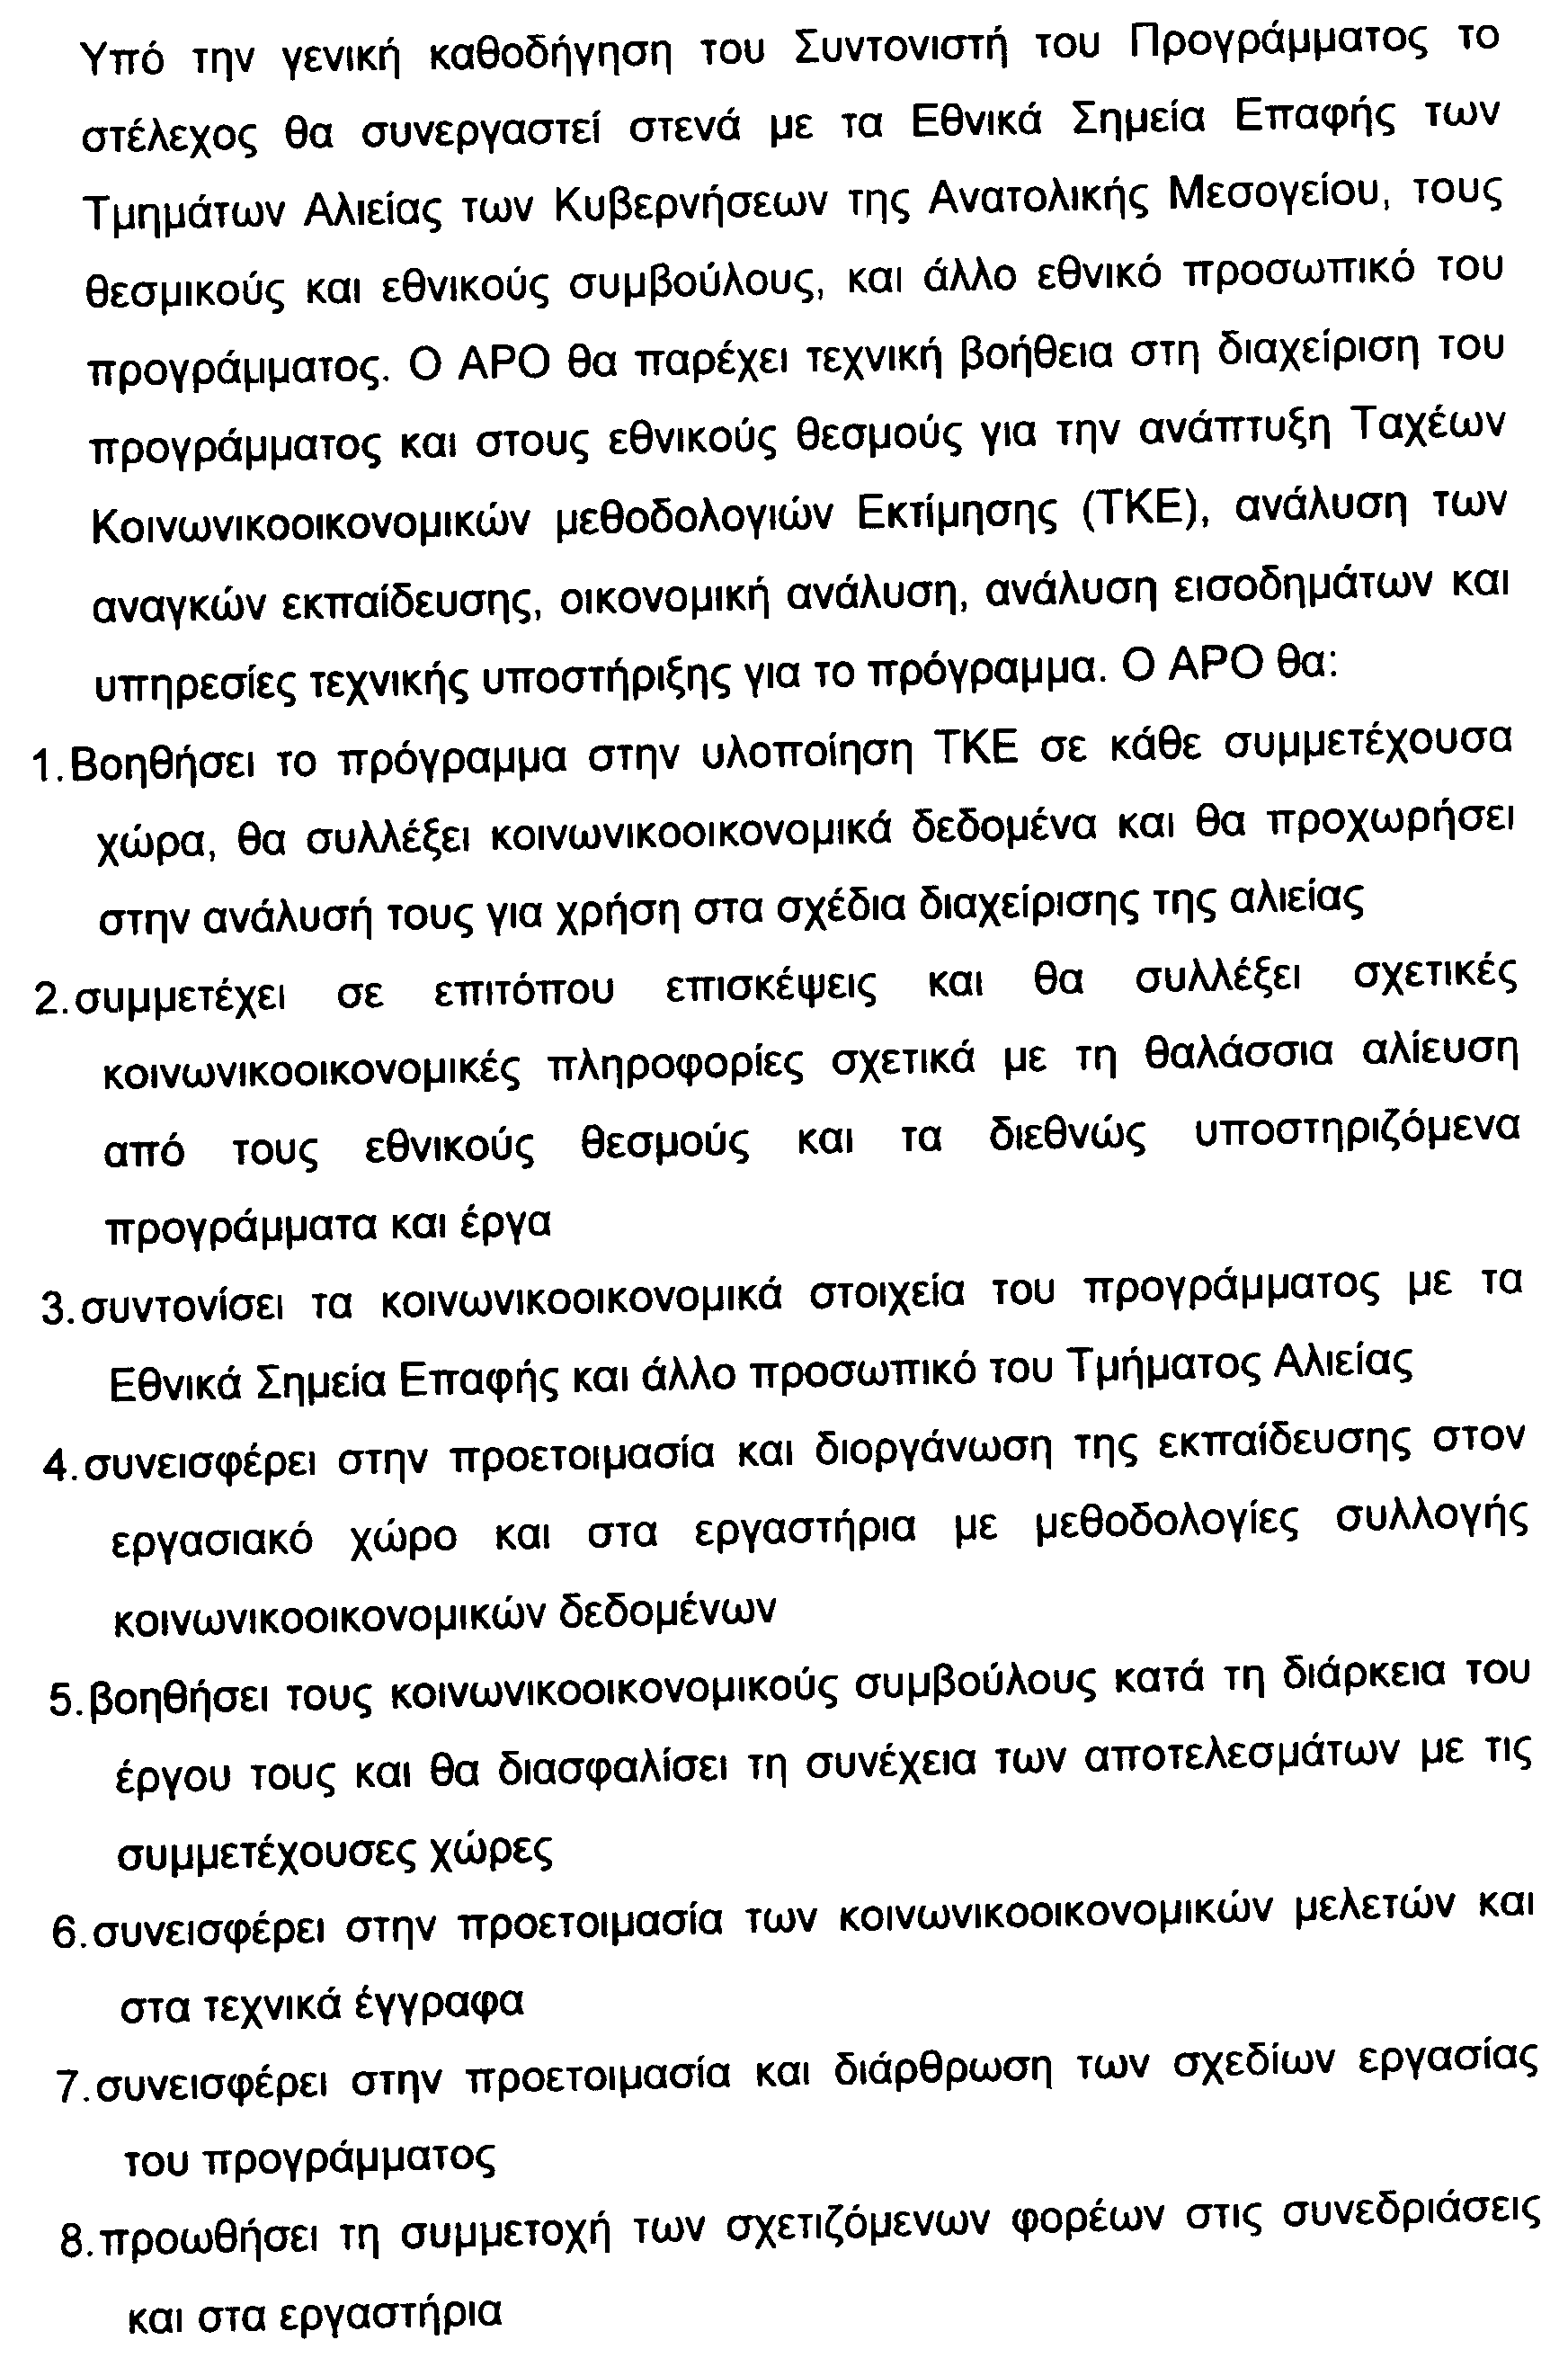 Υπό την γενική καθοδήγηση του Συντονιστή του Προγράμματος το
στέλεχος θα συνεργαστεί στενά με τα Εθνικά Σημεία Επαφής των
Τμημάτων Αλιείας των Κυβερνήσεων της Ανατολικής Μεσογείου, τους
θεσμικούς και εθνικούς συμβούλους, και άλλο εθνικό προσωπικό του
προγράμματος. Ο ΑΡΟ θα παρέχει τεχνική βοήθεια στη διαχείριση του
προγράμματος και στους εθνικούς θεσμούς για την ανάπτυξη Ταχέων
Κοινωνικοοικονομικών μεθοδολογιών Εκτίμησης (ΤΚΕ), ανάλυση των
αναγκών εκπαίδευσης, οικονομική ανάλυση, ανάλυση εισοδημάτων και
υπηρεσίες τεχνικής υποστήριξης για το πρόγραμμα. Ο ΑΡΟ θα:
1.Βοηθήσει το πρόγραμμα στην υλοποίηση ΤΚΕ σε κάθε συμμετέχουσα
χώρα, θα συλλέξει κοινωνικοοικονομικά δεδομένα και θα προχωρήσει
στην ανάλυσή τους για χρήση στα σχέδια διαχείρισης της αλιείας
2.συμμετέχει σε επιτόπου επισκέψεις και θα συλλέξει σχετικές
κοινωνικοοικονομικές πληροφορίες σχετικά με τη θαλάσσια αλίευση
από τους εθνικούς θεσμούς και τα διεθνώς υποστηριζόμενα
προγράμματα και έργα
3.συντονίσει τα κοινωνικοοικονομικά στοιχεία του προγράμματος με τα
Εθνικά Σημεία Επαφής και άλλο προσωπικό του Τμήματος Αλιείας
4.συνεισφέρει στην προετοιμασία και διοργάνωση της εκπαίδευσης στον
εργασιακό χώρο και στα εργαστήρια με μεθοδολογίες συλλογής
κοινωνικοοικονομικών δεδομένων
5.βοηθήσει τους κοινωνικοοικονομικούς συμβούλους κατά τη διάρκεια του
έργου τους και θα διασφαλίσει τη συνέχεια των αποτελεσμάτων με τις
συμμετέχουσες χώρες
6.συνεισφέρει στην προετοιμασία των κοινωνικοοικονομικών μελετών και
στα τεχνικά έγγραφα
7.συνεισφέρει στην προετοιμασία και διάρθρωση των σχεδίων εργασίας
του προγράμματος
8.προωθήσει τη συμμετοχή των σχετιζόμενων φορέων στις συνεδριάσεις
και στα εργαστήρια